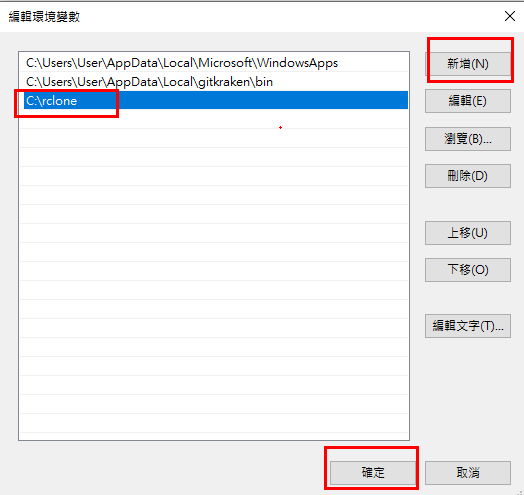 編輯環境變數
C:\Users\User\AppData\Local\Microsoft\WindowsApps
C:\Users\User\AppData\Local\gitkraken\bin
C:\rclone
新增(N)
編輯(E)
瀏覽(B)...
刪除(D)
上移(U)
下移(O)
編輯文字(T)...
確定
取消